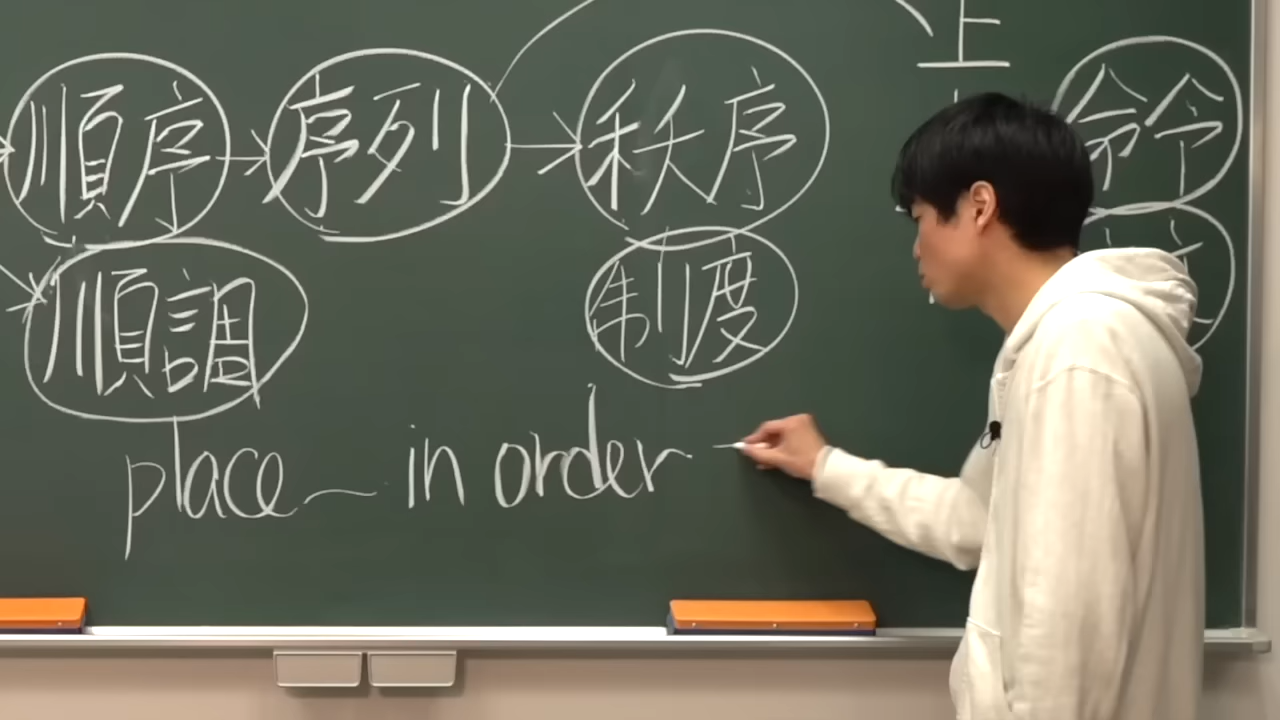 上
順序 → 序列 → 秩序 命令
順調 制度
place ~ in order